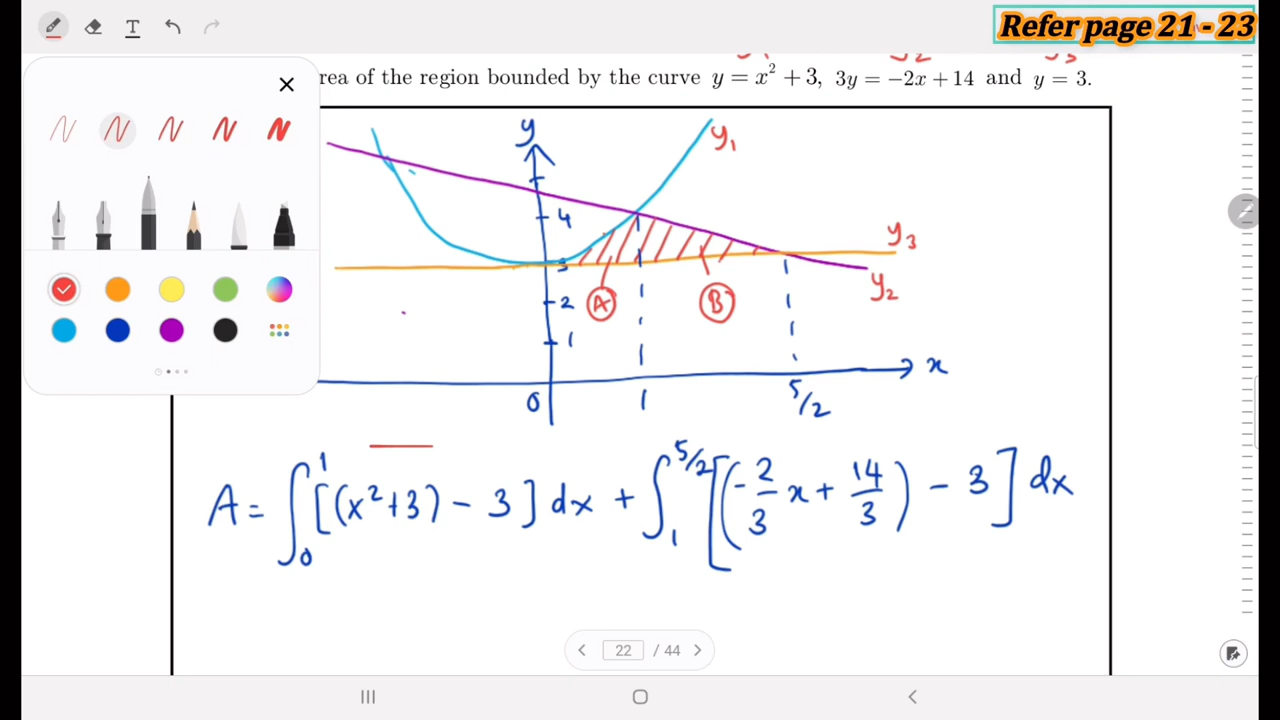 Refer page 21 - 23
rea of the region bounded by the curve y = x² + 3, 3y = −2x + 14 and y = 3.
y
y₁
4
y₃
3
y₂
2
A
B
1
x
0
1
5/2
A = ∫₀¹ [(x²+3) − 3] dx + ∫₁^{5/2} [(−2/3 x + 14/3) − 3] dx
22 / 44